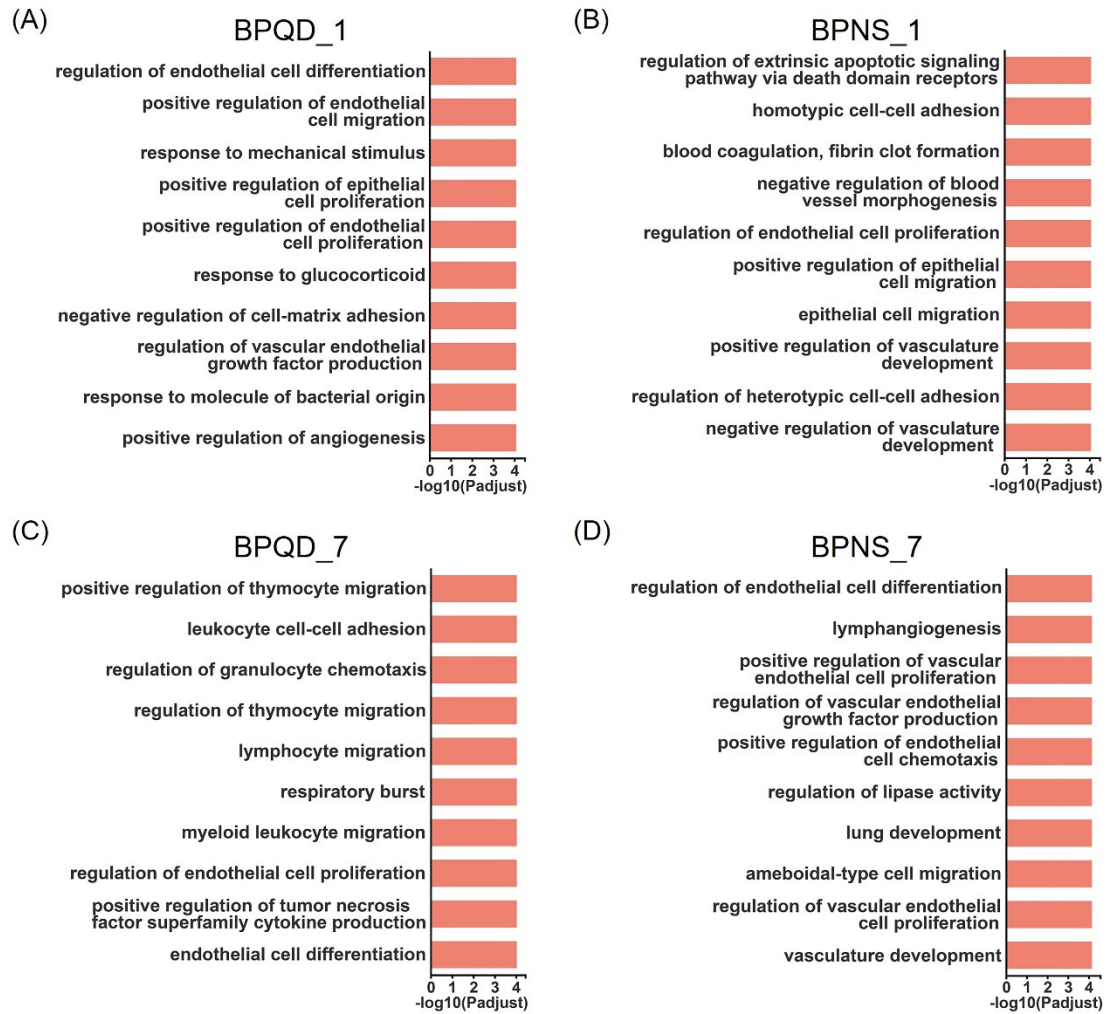 (A)
BPQD_1
regulation of endothelial cell differentiation
positive regulation of endothelial
cell migration
response to mechanical stimulus
positive regulation of epithelial
cell proliferation
positive regulation of endothelial
cell proliferation
response to glucocorticoid
negative regulation of cell-matrix adhesion
regulation of vascular endothelial
growth factor production
response to molecule of bacterial origin
positive regulation of angiogenesis
0 1 2 3 4
-log10(Padjust)
(B)
BPNS_1
regulation of extrinsic apoptotic signaling
pathway via death domain receptors
homotypic cell-cell adhesion
blood coagulation, fibrin clot formation
negative regulation of blood
vessel morphogenesis
regulation of endothelial cell proliferation
positive regulation of epithelial
cell migration
epithelial cell migration
positive regulation of vasculature
development
regulation of heterotypic cell-cell adhesion
negative regulation of vasculature
development
0 1 2 3 4
-log10(Padjust)
(C)
BPQD_7
positive regulation of thymocyte migration
leukocyte cell-cell adhesion
regulation of granulocyte chemotaxis
regulation of thymocyte migration
lymphocyte migration
respiratory burst
myeloid leukocyte migration
regulation of endothelial cell proliferation
positive regulation of tumor necrosis
factor superfamily cytokine production
endothelial cell differentiation
0 1 2 3 4
-log10(Padjust)
(D)
BPNS_7
regulation of endothelial cell differentiation
lymphangiogenesis
positive regulation of vascular
endothelial cell proliferation
regulation of vascular endothelial
growth factor production
positive regulation of endothelial
cell chemotaxis
regulation of lipase activity
lung development
ameboidal-type cell migration
regulation of vascular endothelial
cell proliferation
vasculature development
0 1 2 3 4
-log10(Padjust)